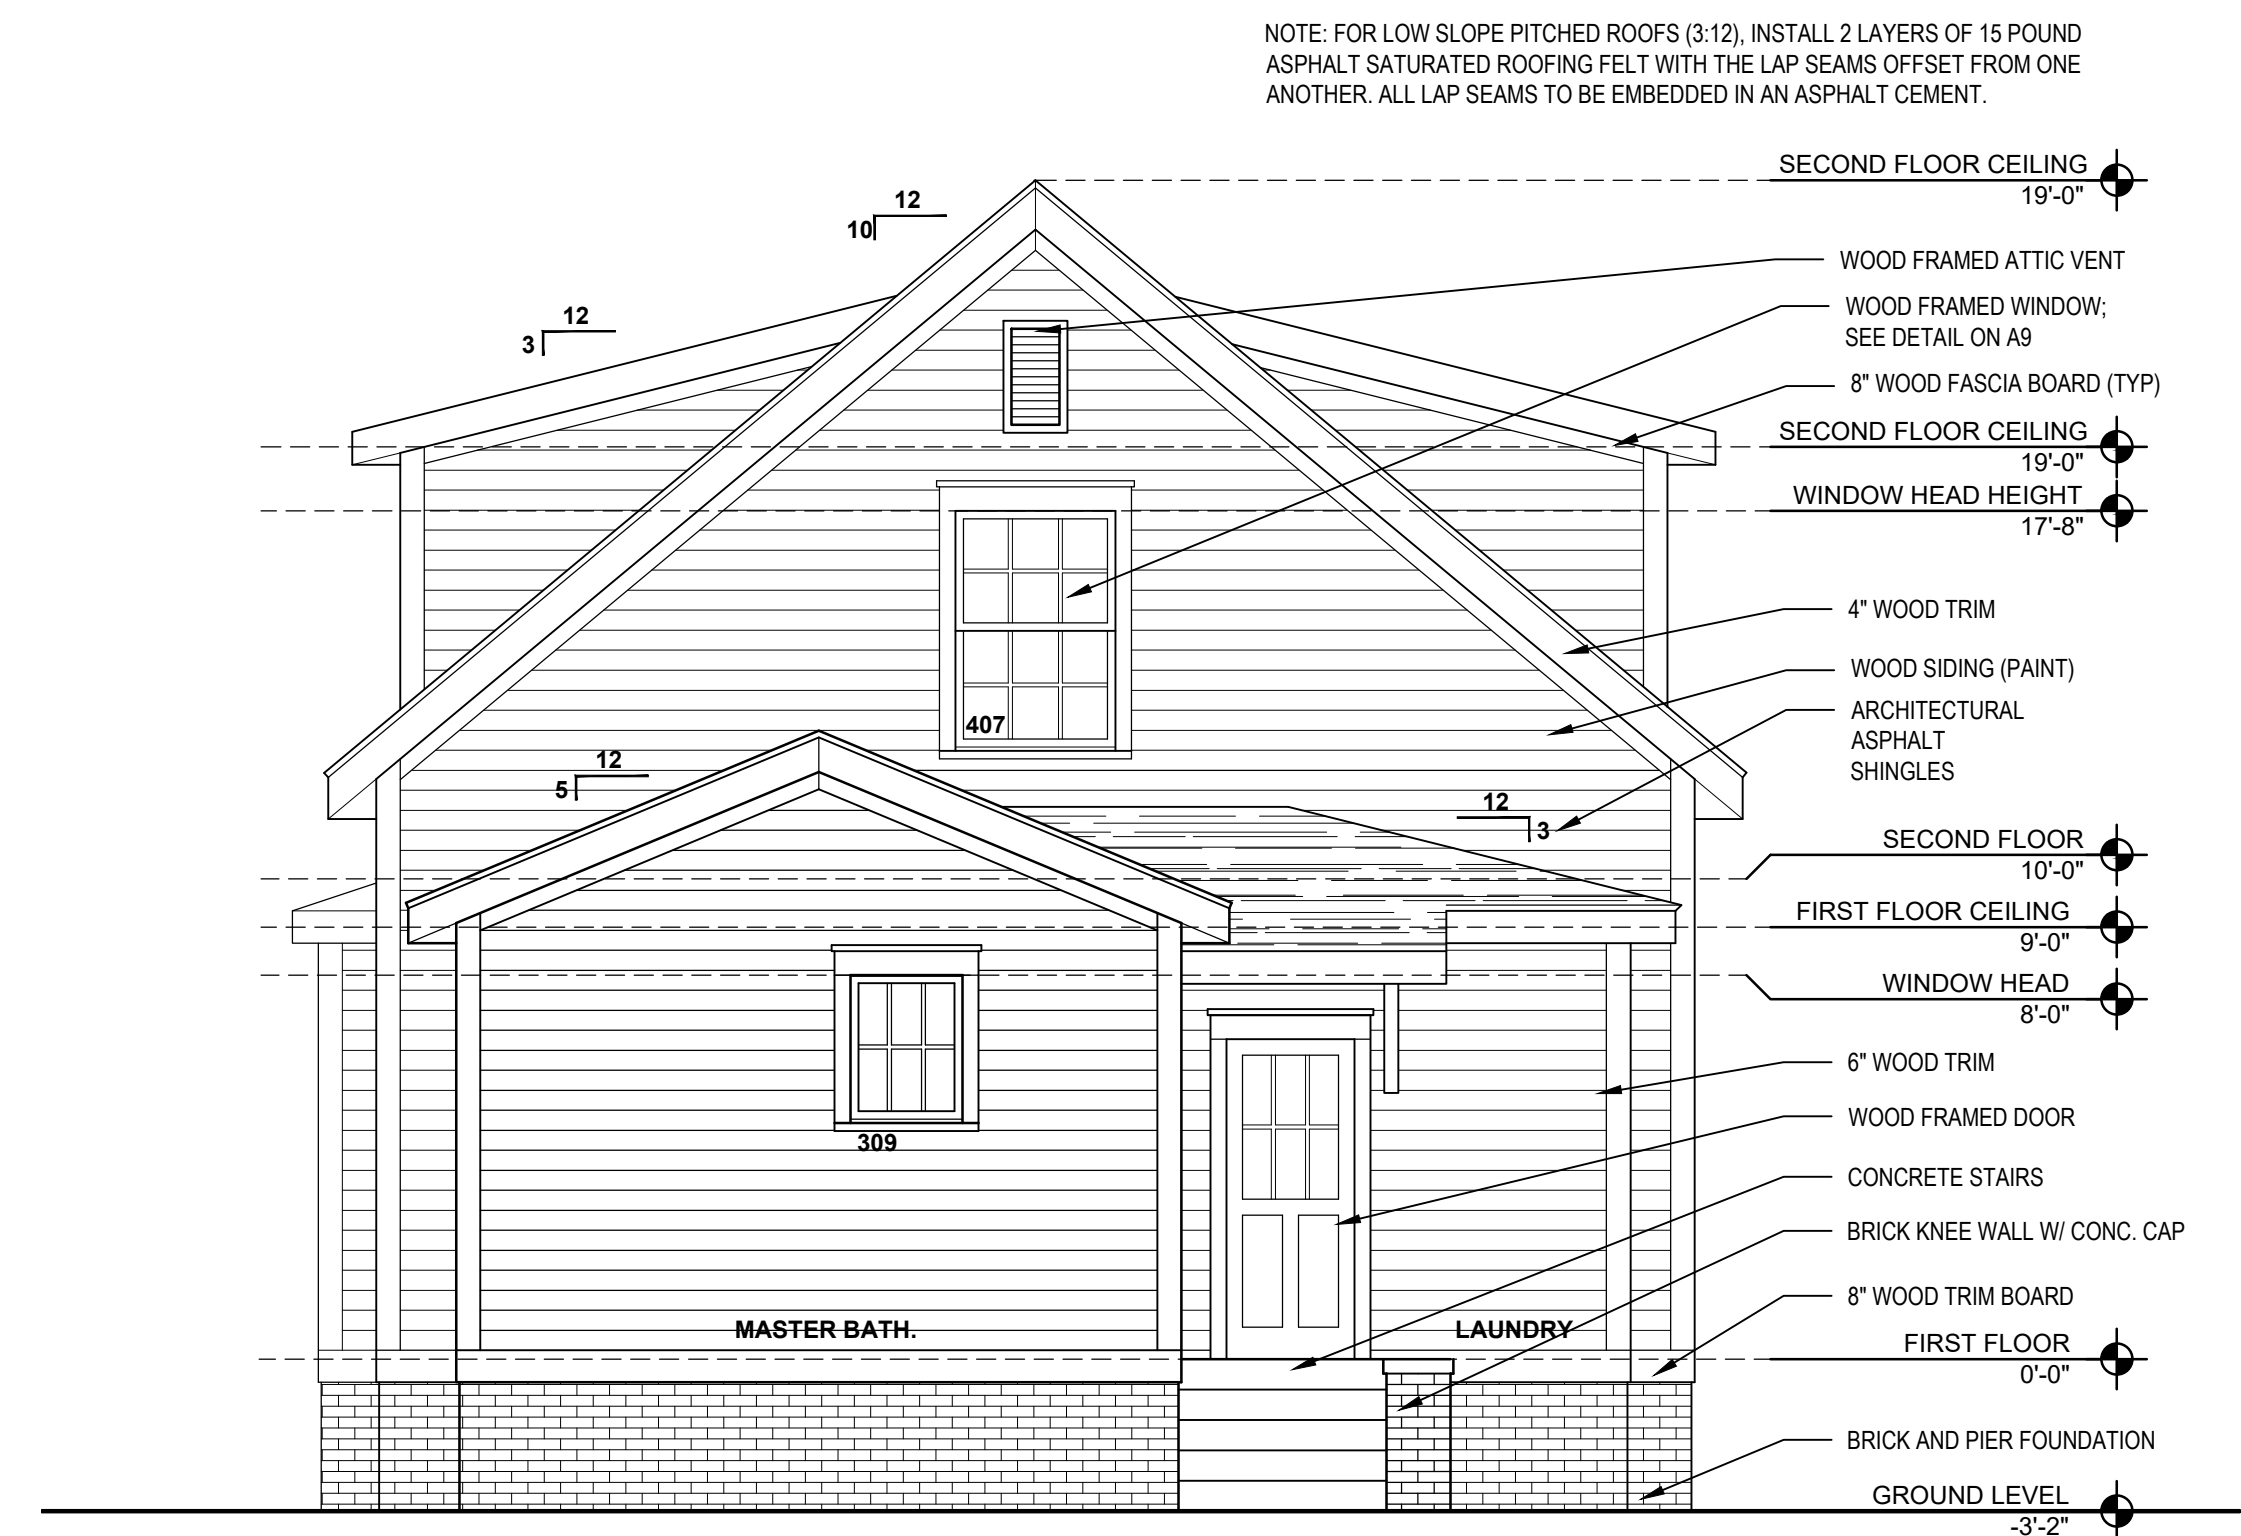 NOTE: FOR LOW SLOPE PITCHED ROOFS (3:12), INSTALL 2 LAYERS OF 15 POUND
ASPHALT SATURATED ROOFING FELT WITH THE LAP SEAMS OFFSET FROM ONE
ANOTHER. ALL LAP SEAMS TO BE EMBEDDED IN AN ASPHALT CEMENT.
SECOND FLOOR CEILING
19'-0"
12
10
WOOD FRAMED ATTIC VENT
WOOD FRAMED WINDOW;
SEE DETAIL ON A9
12
3
8" WOOD FASCIA BOARD (TYP)
SECOND FLOOR CEILING
19'-0"
WINDOW HEAD HEIGHT
17'-8"
4" WOOD TRIM
WOOD SIDING (PAINT)
ARCHITECTURAL
ASPHALT
SHINGLES
407
12
5
12
3
SECOND FLOOR
10'-0"
FIRST FLOOR CEILING
9'-0"
WINDOW HEAD
8'-0"
6" WOOD TRIM
WOOD FRAMED DOOR
309
CONCRETE STAIRS
BRICK KNEE WALL W/ CONC. CAP
8" WOOD TRIM BOARD
MASTER BATH.
LAUNDRY
FIRST FLOOR
0'-0"
BRICK AND PIER FOUNDATION
GROUND LEVEL
-3'-2"